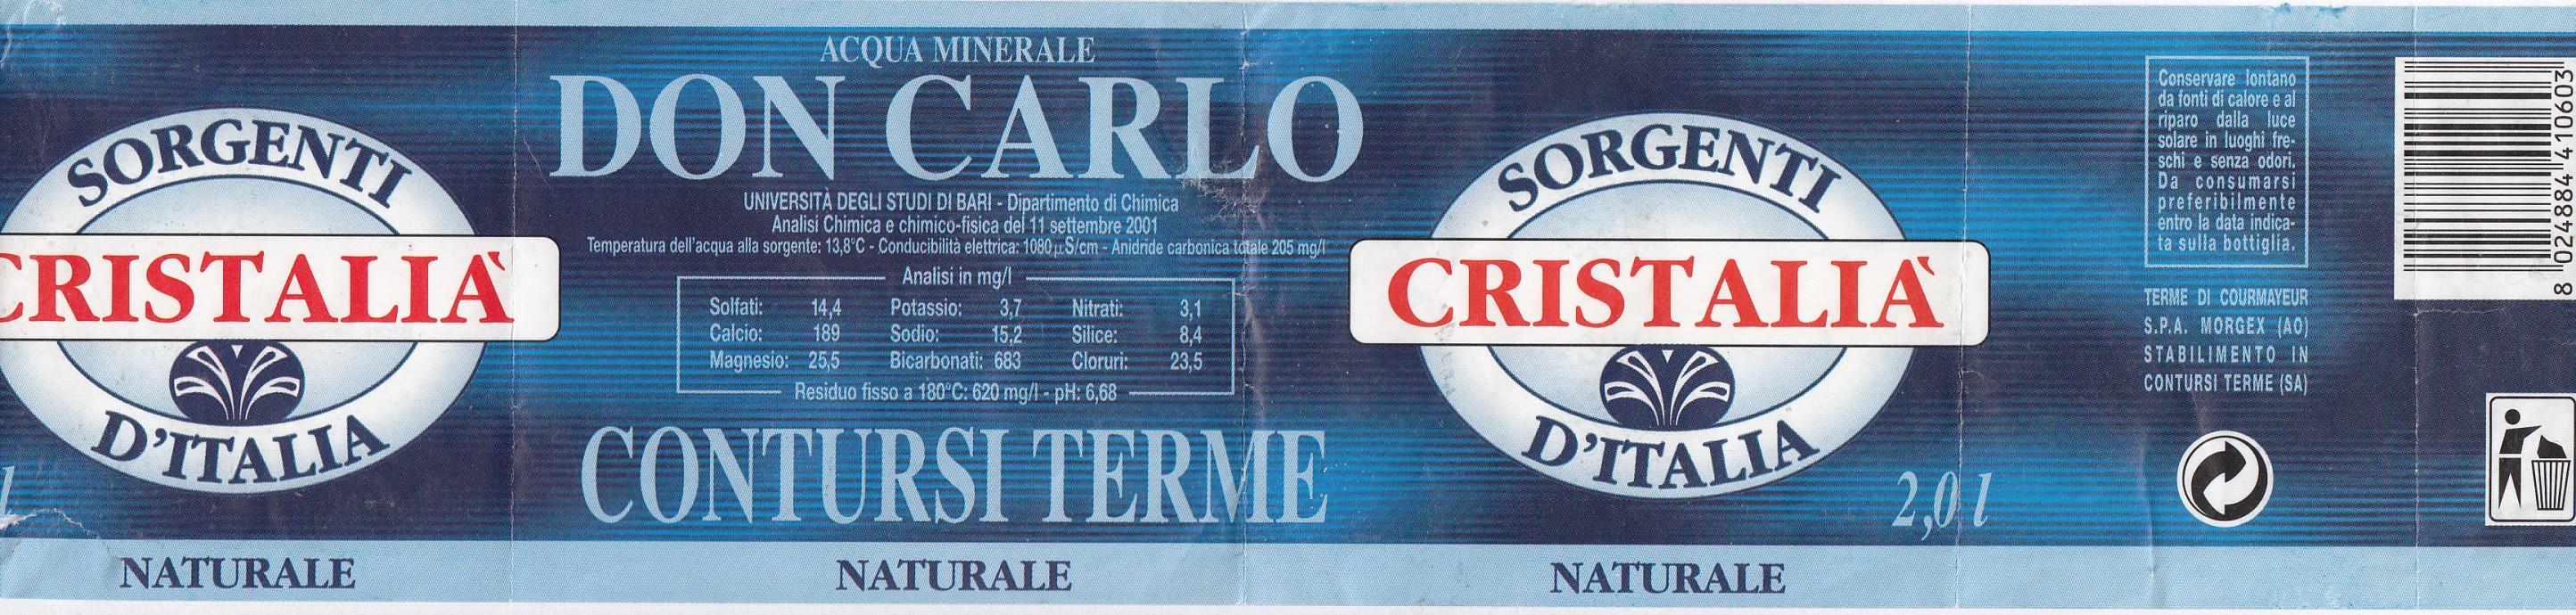 SORGENTI
CRISTALIÀ
D'ITALIA
l
NATURALE
ACQUA MINERALE
DON CARLO
UNIVERSITÀ DEGLI STUDI DI BARI - Dipartimento di Chimica
Analisi Chimica e chimico-fisica del 11 settembre 2001
Temperatura dell'acqua alla sorgente: 13,8°C - Conducibilità elettrica: 1080 µS/cm - Anidride carbonica totale 205 mg/l
Analisi in mg/l
Solfati: 14,4 Potassio: 3,7 Nitrati: 3,1
Calcio: 189 Sodio: 15,2 Silice: 8,4
Magnesio: 25,5 Bicarbonati: 683 Cloruri: 23,5
Residuo fisso a 180°C: 620 mg/l - pH: 6,68
CONTURSI TERME
NATURALE
SORGENTI
CRISTALIÀ
D'ITALIA
2,0 l
NATURALE
Conservare lontano
da fonti di calore e al
riparo dalla luce
solare in luoghi fre-
schi e senza odori.
Da consumarsi
preferibilmente
entro la data indica-
ta sulla bottiglia.
TERME DI COURMAYEUR
S.P.A. MORGEX (AO)
STABILIMENTO IN
CONTURSI TERME (SA)
8 024884 410603